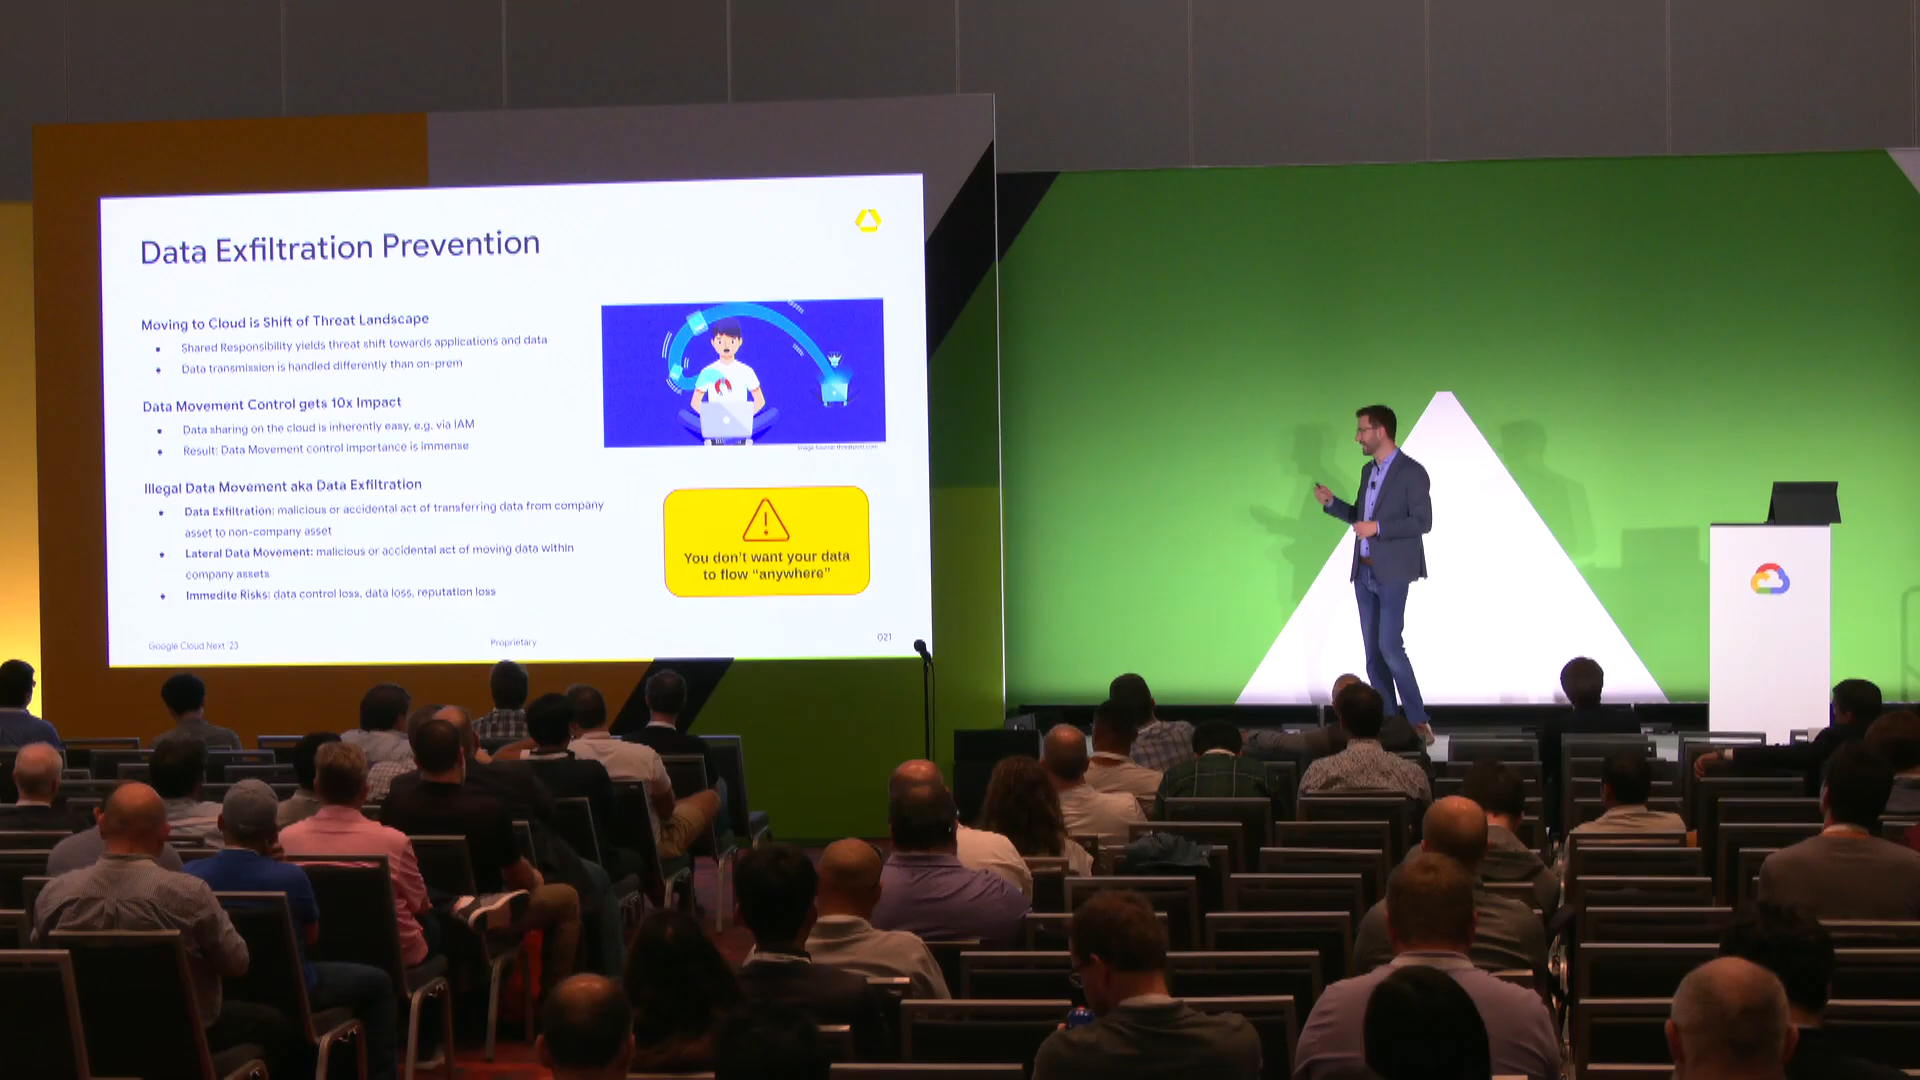 Data Exfiltration Prevention
Moving to Cloud is Shift of Threat Landscape
Shared Responsibility yields threat shift towards applications and data
Data transmission is handled differently than on-prem
Data Movement Control gets 10x Impact
Data sharing on the cloud is inherently easy, e.g. via IAM
Result: Data Movement control importance is immense
Illegal Data Movement aka Data Exfiltration
Data Exfiltration: malicious or accidental act of transferring data from company
asset to non-company asset
Lateral Data Movement: malicious or accidental act of moving data within
company assets
Immedite Risks: data control loss, data loss, reputation loss
Image Source: threatpost.com
You don't want your data
to flow "anywhere"
Google Cloud Next '23
Proprietary
021